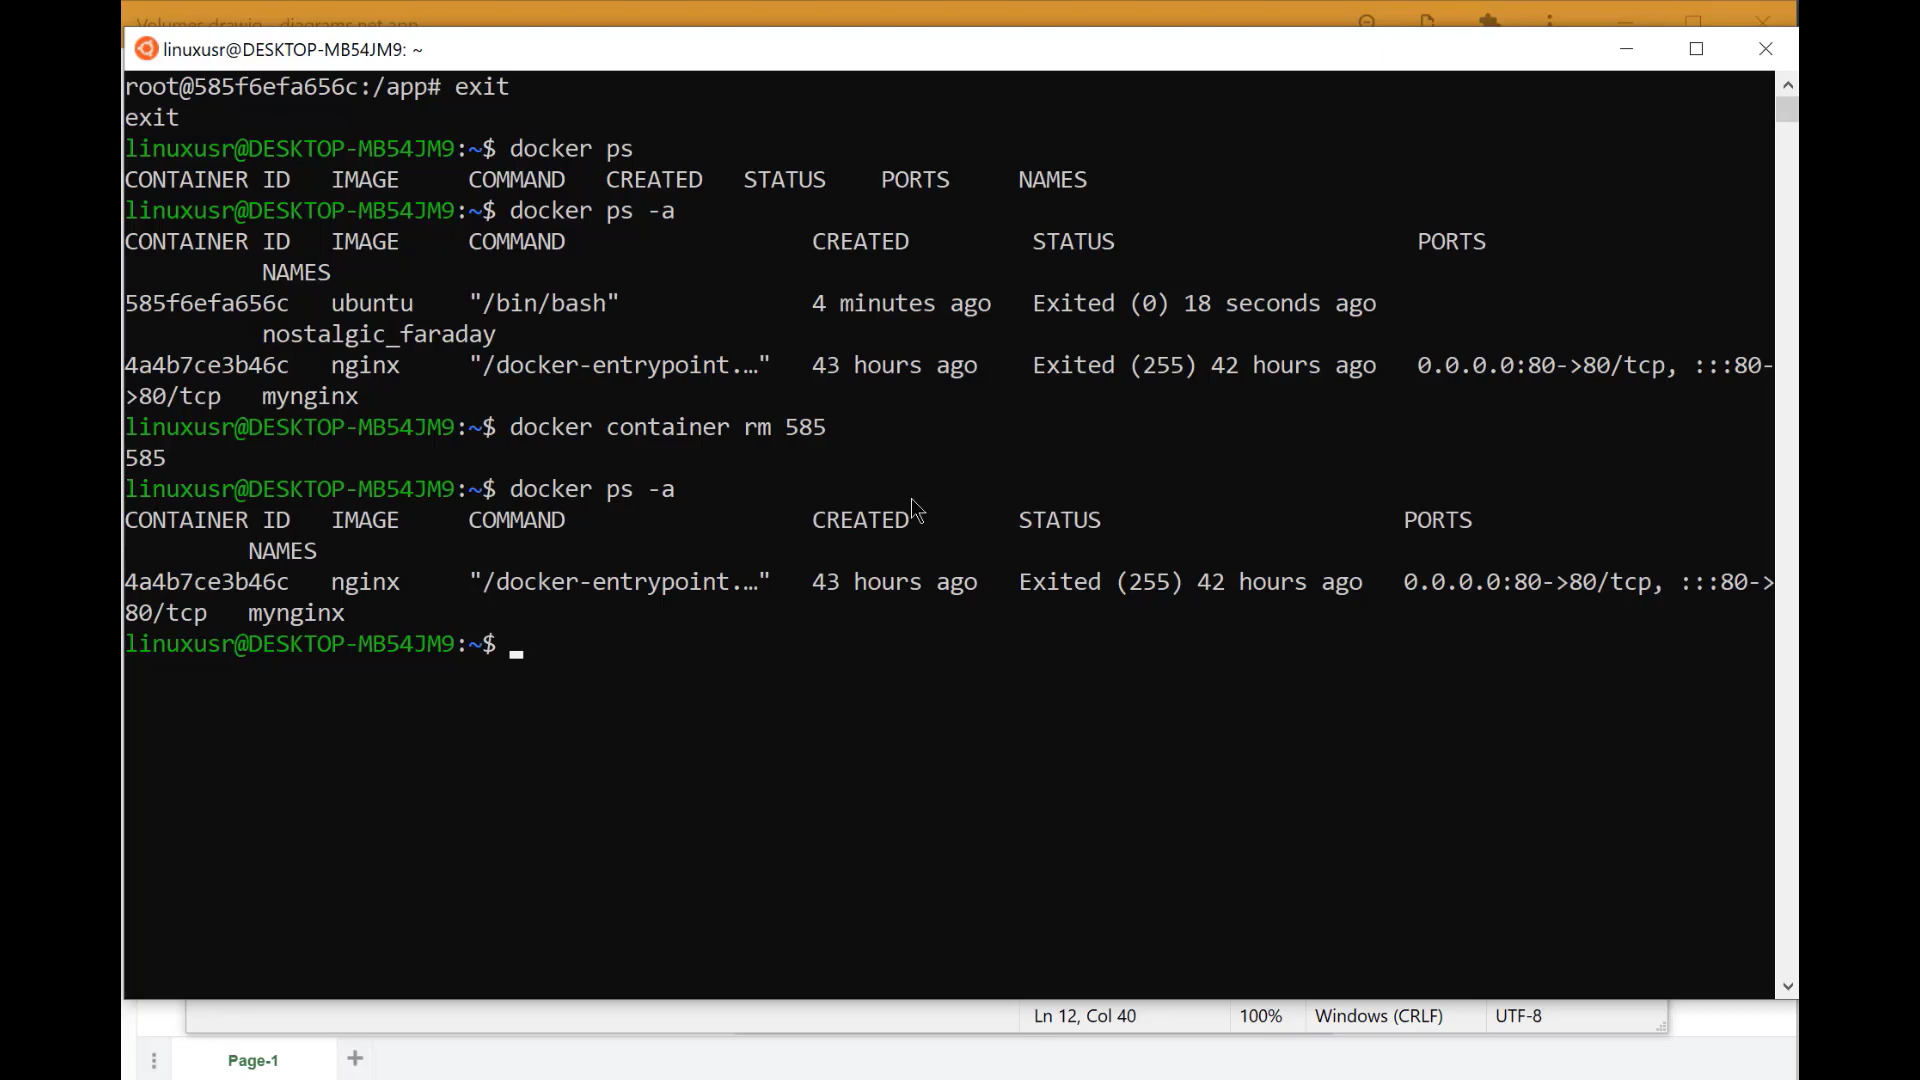 Volumes.drawio - diagrams.net app
linuxusr@DESKTOP-MB54JM9: ~
root@585f6efa656c:/app# exit
exit
linuxusr@DESKTOP-MB54JM9:~$ docker ps
CONTAINER ID   IMAGE     COMMAND   CREATED   STATUS    PORTS     NAMES
linuxusr@DESKTOP-MB54JM9:~$ docker ps -a
CONTAINER ID   IMAGE     COMMAND                  CREATED         STATUS                      PORTS
          NAMES
585f6efa656c   ubuntu    "/bin/bash"              4 minutes ago   Exited (0) 18 seconds ago
          nostalgic_faraday
4a4b7ce3b46c   nginx     "/docker-entrypoint.…"   43 hours ago    Exited (255) 42 hours ago   0.0.0.0:80->80/tcp, :::80-
>80/tcp   mynginx
linuxusr@DESKTOP-MB54JM9:~$ docker container rm 585
585
linuxusr@DESKTOP-MB54JM9:~$ docker ps -a
CONTAINER ID   IMAGE     COMMAND                  CREATED        STATUS                      PORTS
         NAMES
4a4b7ce3b46c   nginx     "/docker-entrypoint.…"   43 hours ago   Exited (255) 42 hours ago   0.0.0.0:80->80/tcp, :::80->
80/tcp   mynginx
linuxusr@DESKTOP-MB54JM9:~$
Ln 12, Col 40   100%   Windows (CRLF)   UTF-8
Page-1